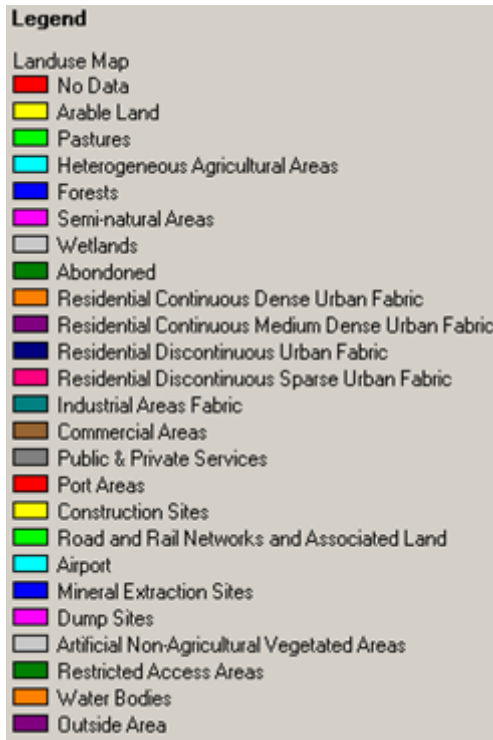 Legend
Landuse Map
No Data
Arable Land
Pastures
Heterogeneous Agricultural Areas
Forests
Semi-natural Areas
Wetlands
Abondoned
Residential Continuous Dense Urban Fabric
Residential Continuous Medium Dense Urban Fabric
Residential Discontinuous Urban Fabric
Residential Discontinuous Sparse Urban Fabric
Industrial Areas Fabric
Commercial Areas
Public & Private Services
Port Areas
Construction Sites
Road and Rail Networks and Associated Land
Airport
Mineral Extraction Sites
Dump Sites
Artificial Non-Agricultural Vegetated Areas
Restricted Access Areas
Water Bodies
Outside Area